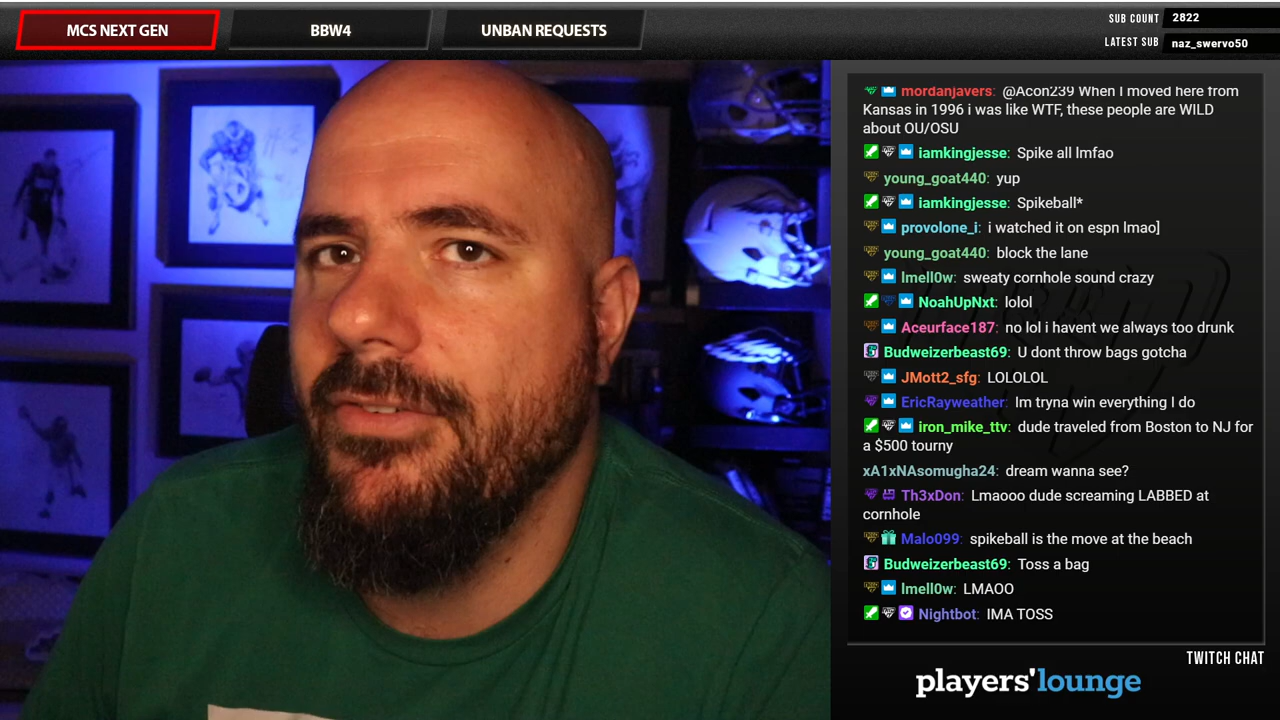 MCS NEXT GEN
BBW4
UNBAN REQUESTS
SUB COUNT 2822
LATEST SUB naz_swervo50
mordanjavers: @Acon239 When I moved here from
Kansas in 1996 i was like WTF, these people are WILD
about OU/OSU
iamkingjesse: Spike all lmfao
young_goat440: yup
iamkingjesse: Spikeball*
provolone_i: i watched it on espn lmao]
young_goat440: block the lane
lmell0w: sweaty cornhole sound crazy
NoahUpNxt: lolol
Aceurface187: no lol i havent we always too drunk
Budweizerbeast69: U dont throw bags gotcha
JMott2_sfg: LOLOLOL
EricRayweather: Im tryna win everything I do
iron_mike_ttv: dude traveled from Boston to NJ for
a $500 tourny
xA1xNAsomugha24: dream wanna see?
Th3xDon: Lmaooo dude screaming LABBED at
cornhole
Malo099: spikeball is the move at the beach
Budweizerbeast69: Toss a bag
lmell0w: LMAOO
Nightbot: IMA TOSS
TWITCH CHAT
players'lounge